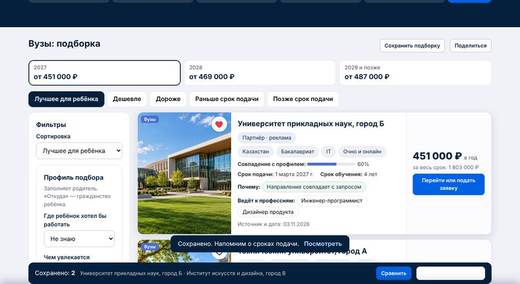 Вузы: подборка
Сохранить подборку
Поделиться
2027
от 451 000 ₽
2028
от 469 000 ₽
2029 и позже
от 487 000 ₽
Лучшее для ребёнка
Дешевле
Дороже
Раньше срок подачи
Позже срок подачи
Фильтры
Сортировка
Лучшее для ребёнка
Профиль подбора
Заполняет родитель.
«Откуда» — гражданство
ребёнка.
Где ребёнок хотел бы
работать
Не знаю
Чем увлекается
Вузы
Университет прикладных наук, город Б
Партнёр · реклама
Казахстан
Бакалавриат
IT
Очно и онлайн
Совпадение с профилем:
60%
Срок подачи: 1 марта 2027 г.
Срок обучения: 4 лет
Почему:
Направление совпадает с запросом
Ведёт к профессиям:
Инженер-программист
Дизайнер продукта
Источник и дата: 03.11.2026
451 000 ₽ в год
за весь срок: 1 803 000 ₽
Перейти или подать
заявку
Вузы
Сохранено. Напомним о сроках подачи.
Посмотреть
город А
Сохранено: 2
Университет прикладных наук, город Б · Институт искусств и дизайна, город В
Сравнить